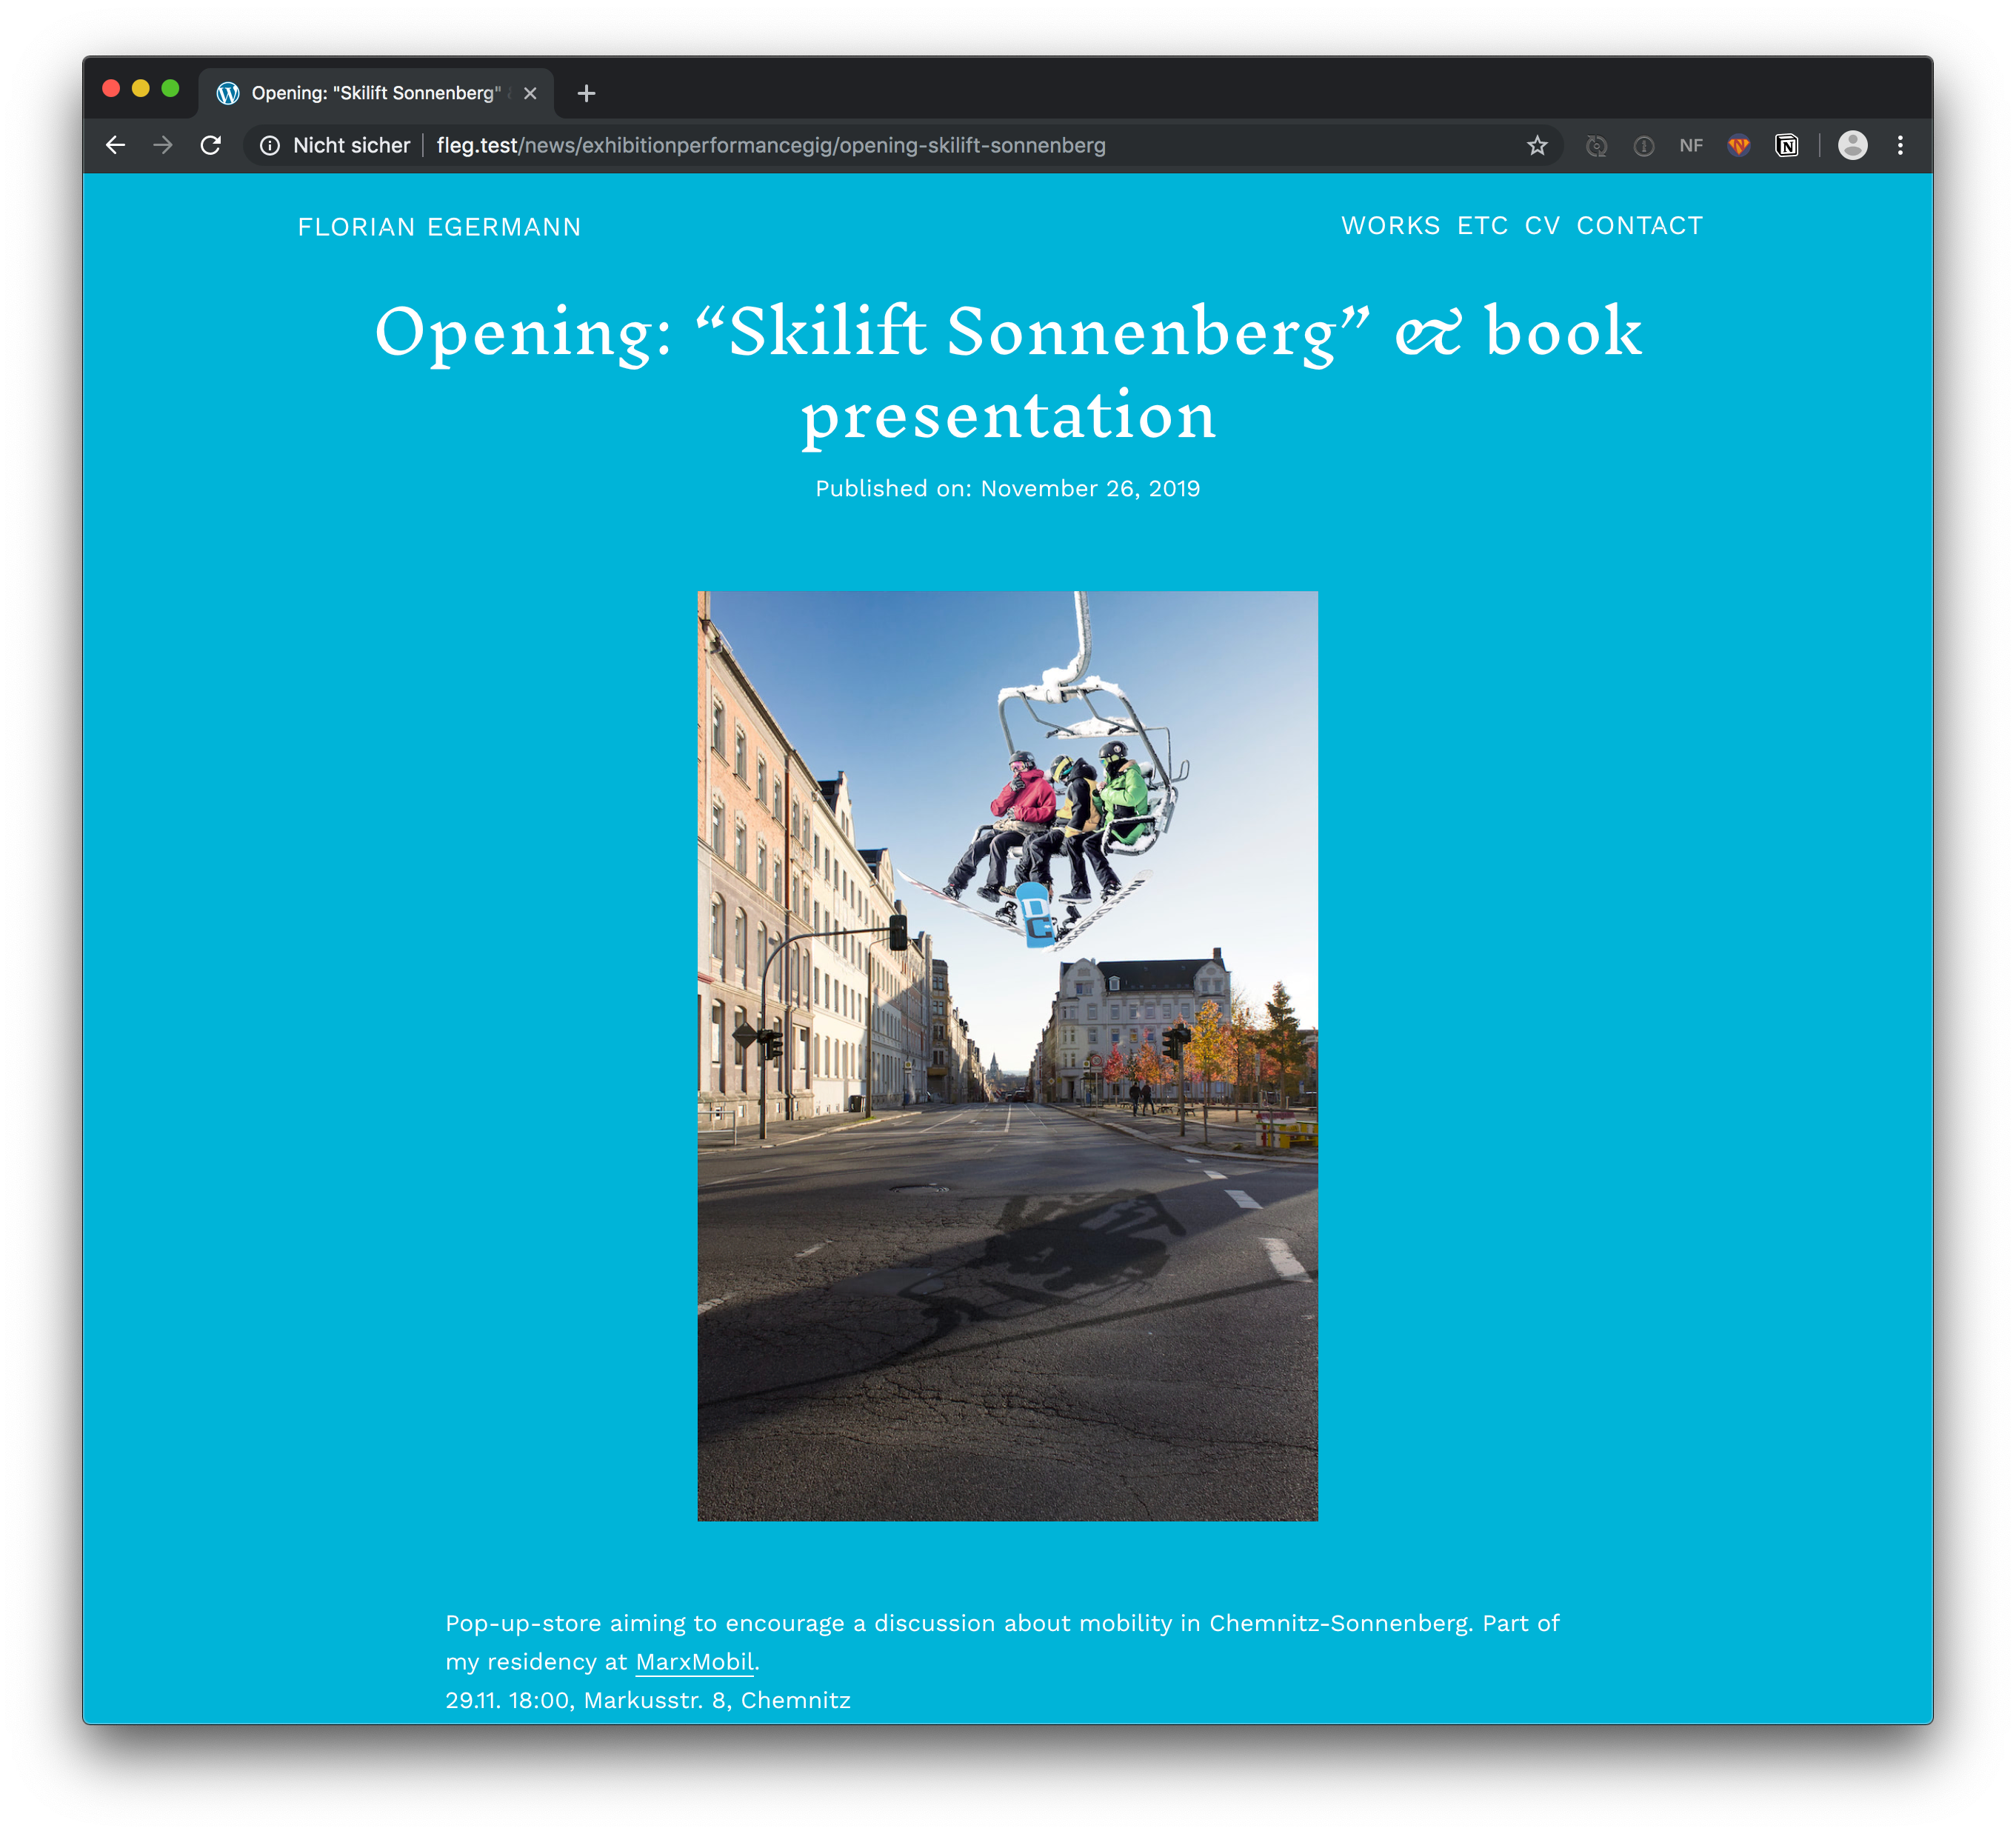 Opening: "Skilift Sonnenberg"
Nicht sicher fleg.test/news/exhibitionperformancegig/opening-skilift-sonnenberg
NF
FLORIAN EGERMANN
WORKS ETC CV CONTACT
Opening: “Skilift Sonnenberg” & book
presentation
Published on: November 26, 2019
Pop-up-store aiming to encourage a discussion about mobility in Chemnitz-Sonnenberg. Part of
my residency at MarxMobil.
29.11. 18:00, Markusstr. 8, Chemnitz